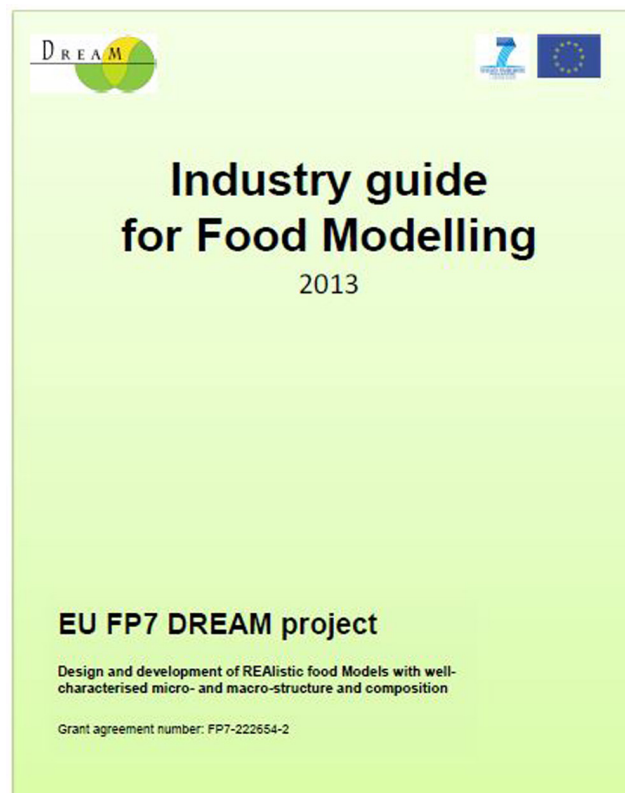 DREAM
7
Industry guide
for Food Modelling
2013
EU FP7 DREAM project
Design and development of REAlistic food Models with well-
characterised micro- and macro-structure and composition
Grant agreement number: FP7-222654-2